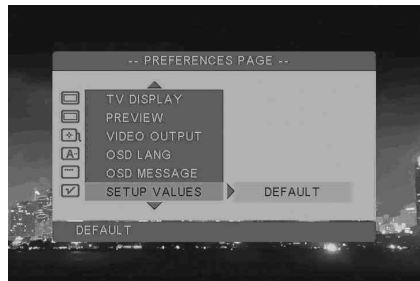 -- PREFERENCES PAGE --
TV DISPLAY
PREVIEW
VIDEO OUTPUT
OSD LANG
OSD MESSAGE
SETUP VALUES DEFAULT
DEFAULT